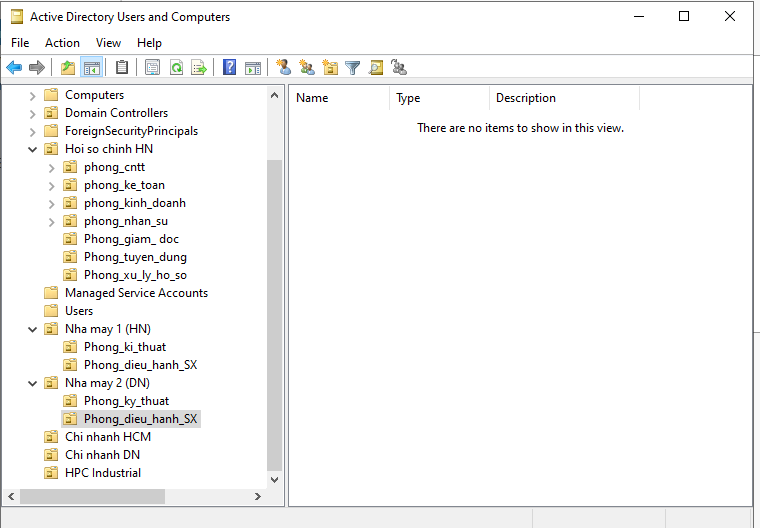 Active Directory Users and Computers
File Action View Help
Name Type Description
There are no items to show in this view.
Computers
Domain Controllers
ForeignSecurityPrincipals
Hoi so chinh HN
phong_cntt
phong_ke_toan
phong_kinh_doanh
phong_nhan_su
Phong_giam_ doc
Phong_tuyen_dung
Phong_xu_ly_ho_so
Managed Service Accounts
Users
Nha may 1 (HN)
Phong_ki_thuat
Phong_dieu_hanh_SX
Nha may 2 (DN)
Phong_ky_thuat
Phong_dieu_hanh_SX
Chi nhanh HCM
Chi nhanh DN
HPC Industrial